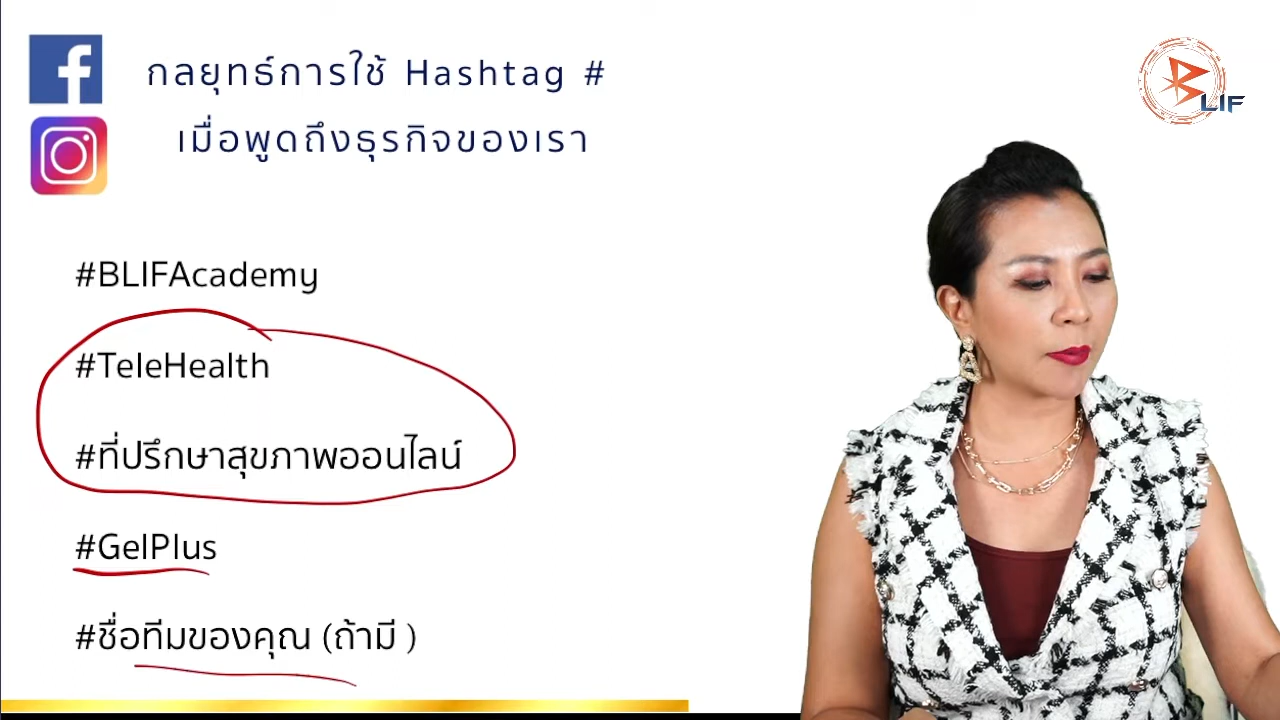 กลยุทธ์การใช้ Hashtag #
เมื่อพูดถึงธุรกิจของเรา
BLIF
#BLIFAcademy
#TeleHealth
#ที่ปรึกษาสุขภาพออนไลน์
#GelPlus
#ชื่อทีมของคุณ (ถ้ามี )